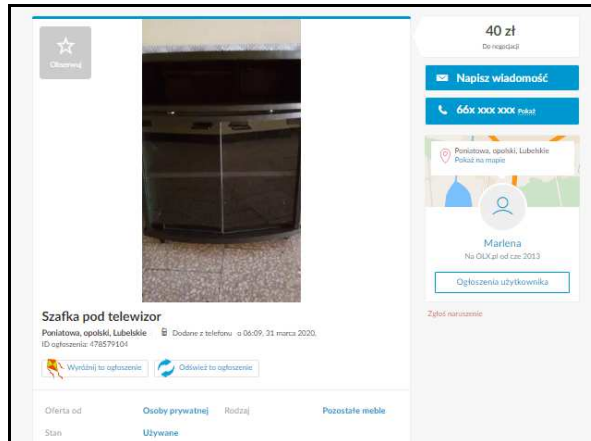 Obserwuj
40 zł
Do negocjacji
Napisz wiadomość
66x xxx xxx Pokaż
Poniatowa, opolski, Lubelskie
Pokaż na mapie
Marlena
Na OLX.pl od cze 2013
Ogłoszenia użytkownika
Zgłoś naruszenie
Szafka pod telewizor
Poniatowa, opolski, Lubelskie Dodane z telefonu o 06:09, 31 marca 2020,
ID ogłoszenia: 478579104
Wyróżnij to ogłoszenie Odśwież to ogłoszenie
Oferta od Osoby prywatnej Rodzaj Pozostałe meble
Stan Używane